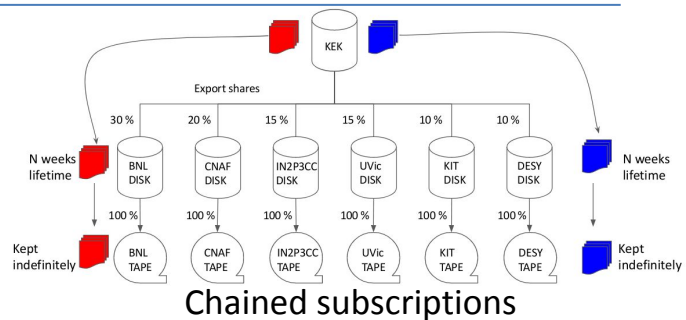 KEK
Export shares
30 % 20 % 15 % 15 % 10 % 10 %
N weeks
lifetime
BNL
DISK
CNAF
DISK
IN2P3CC
DISK
UVic
DISK
KIT
DISK
DESY
DISK
N weeks
lifetime
100 % 100 % 100 % 100 % 100 % 100 %
Kept
indefinitely
BNL
TAPE
CNAF
TAPE
IN2P3CC
TAPE
UVic
TAPE
KIT
TAPE
DESY
TAPE
Kept
indefinitely
Chained subscriptions